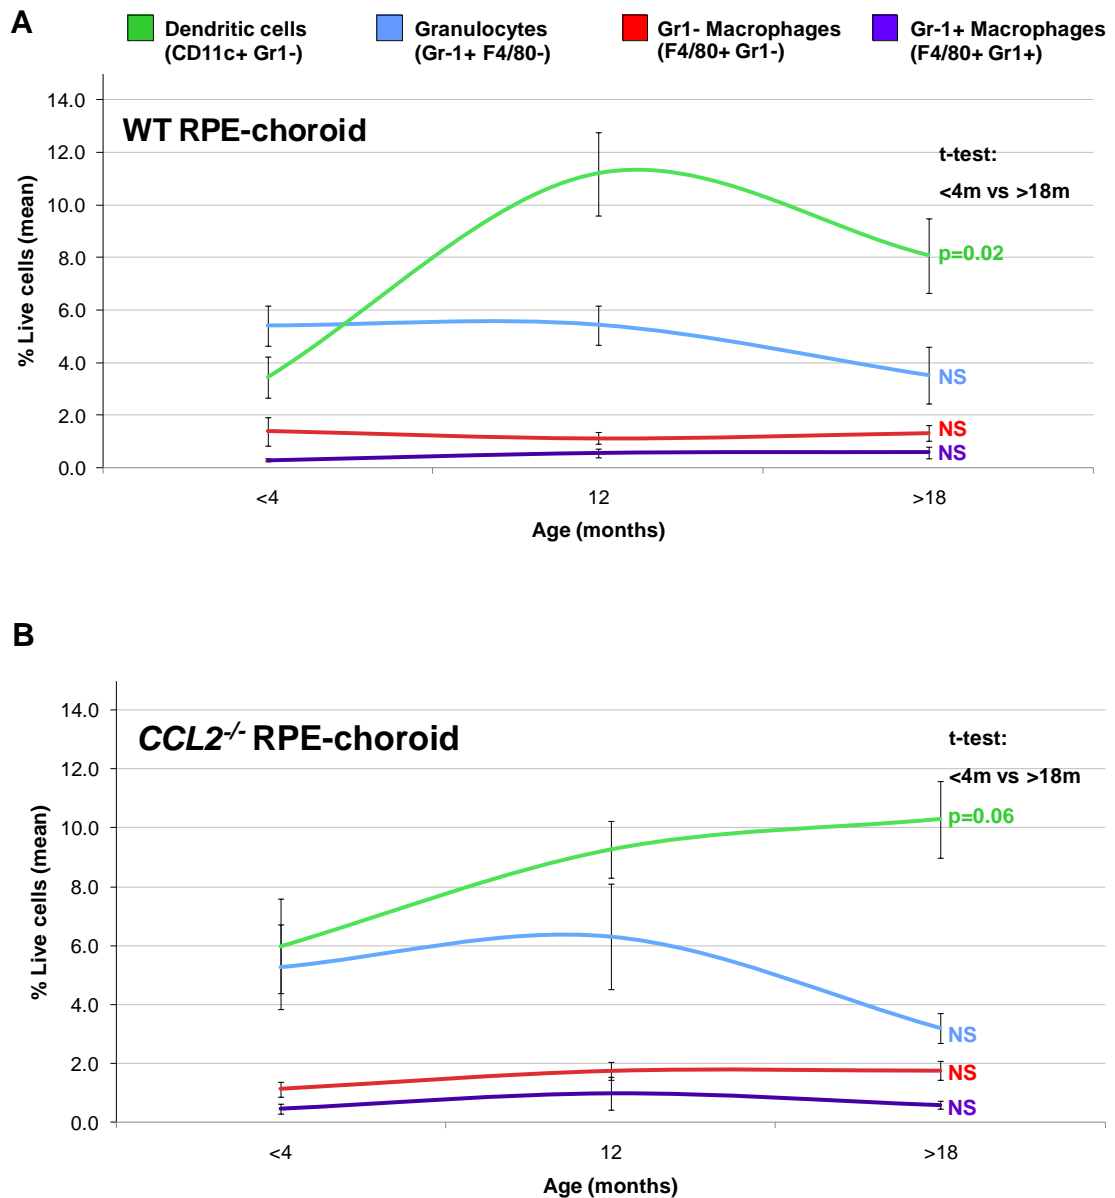 A
Dendritic cells
(CD11c+ Gr1-)
Granulocytes
(Gr-1+ F4/80-)
Gr1- Macrophages
(F4/80+ Gr1-)
Gr-1+ Macrophages
(F4/80+ Gr1+)
WT RPE-choroid
% Live cells (mean)
14.0
12.0
10.0
8.0
6.0
4.0
2.0
0.0
t-test:
<4m vs >18m
p=0.02
NS
NS
NS
<4
12
>18
Age (months)
B
CCL2-/- RPE-choroid
% Live cells (mean)
14.0
12.0
10.0
8.0
6.0
4.0
2.0
0.0
t-test:
<4m vs >18m
p=0.06
NS
NS
NS
<4
12
>18
Age (months)